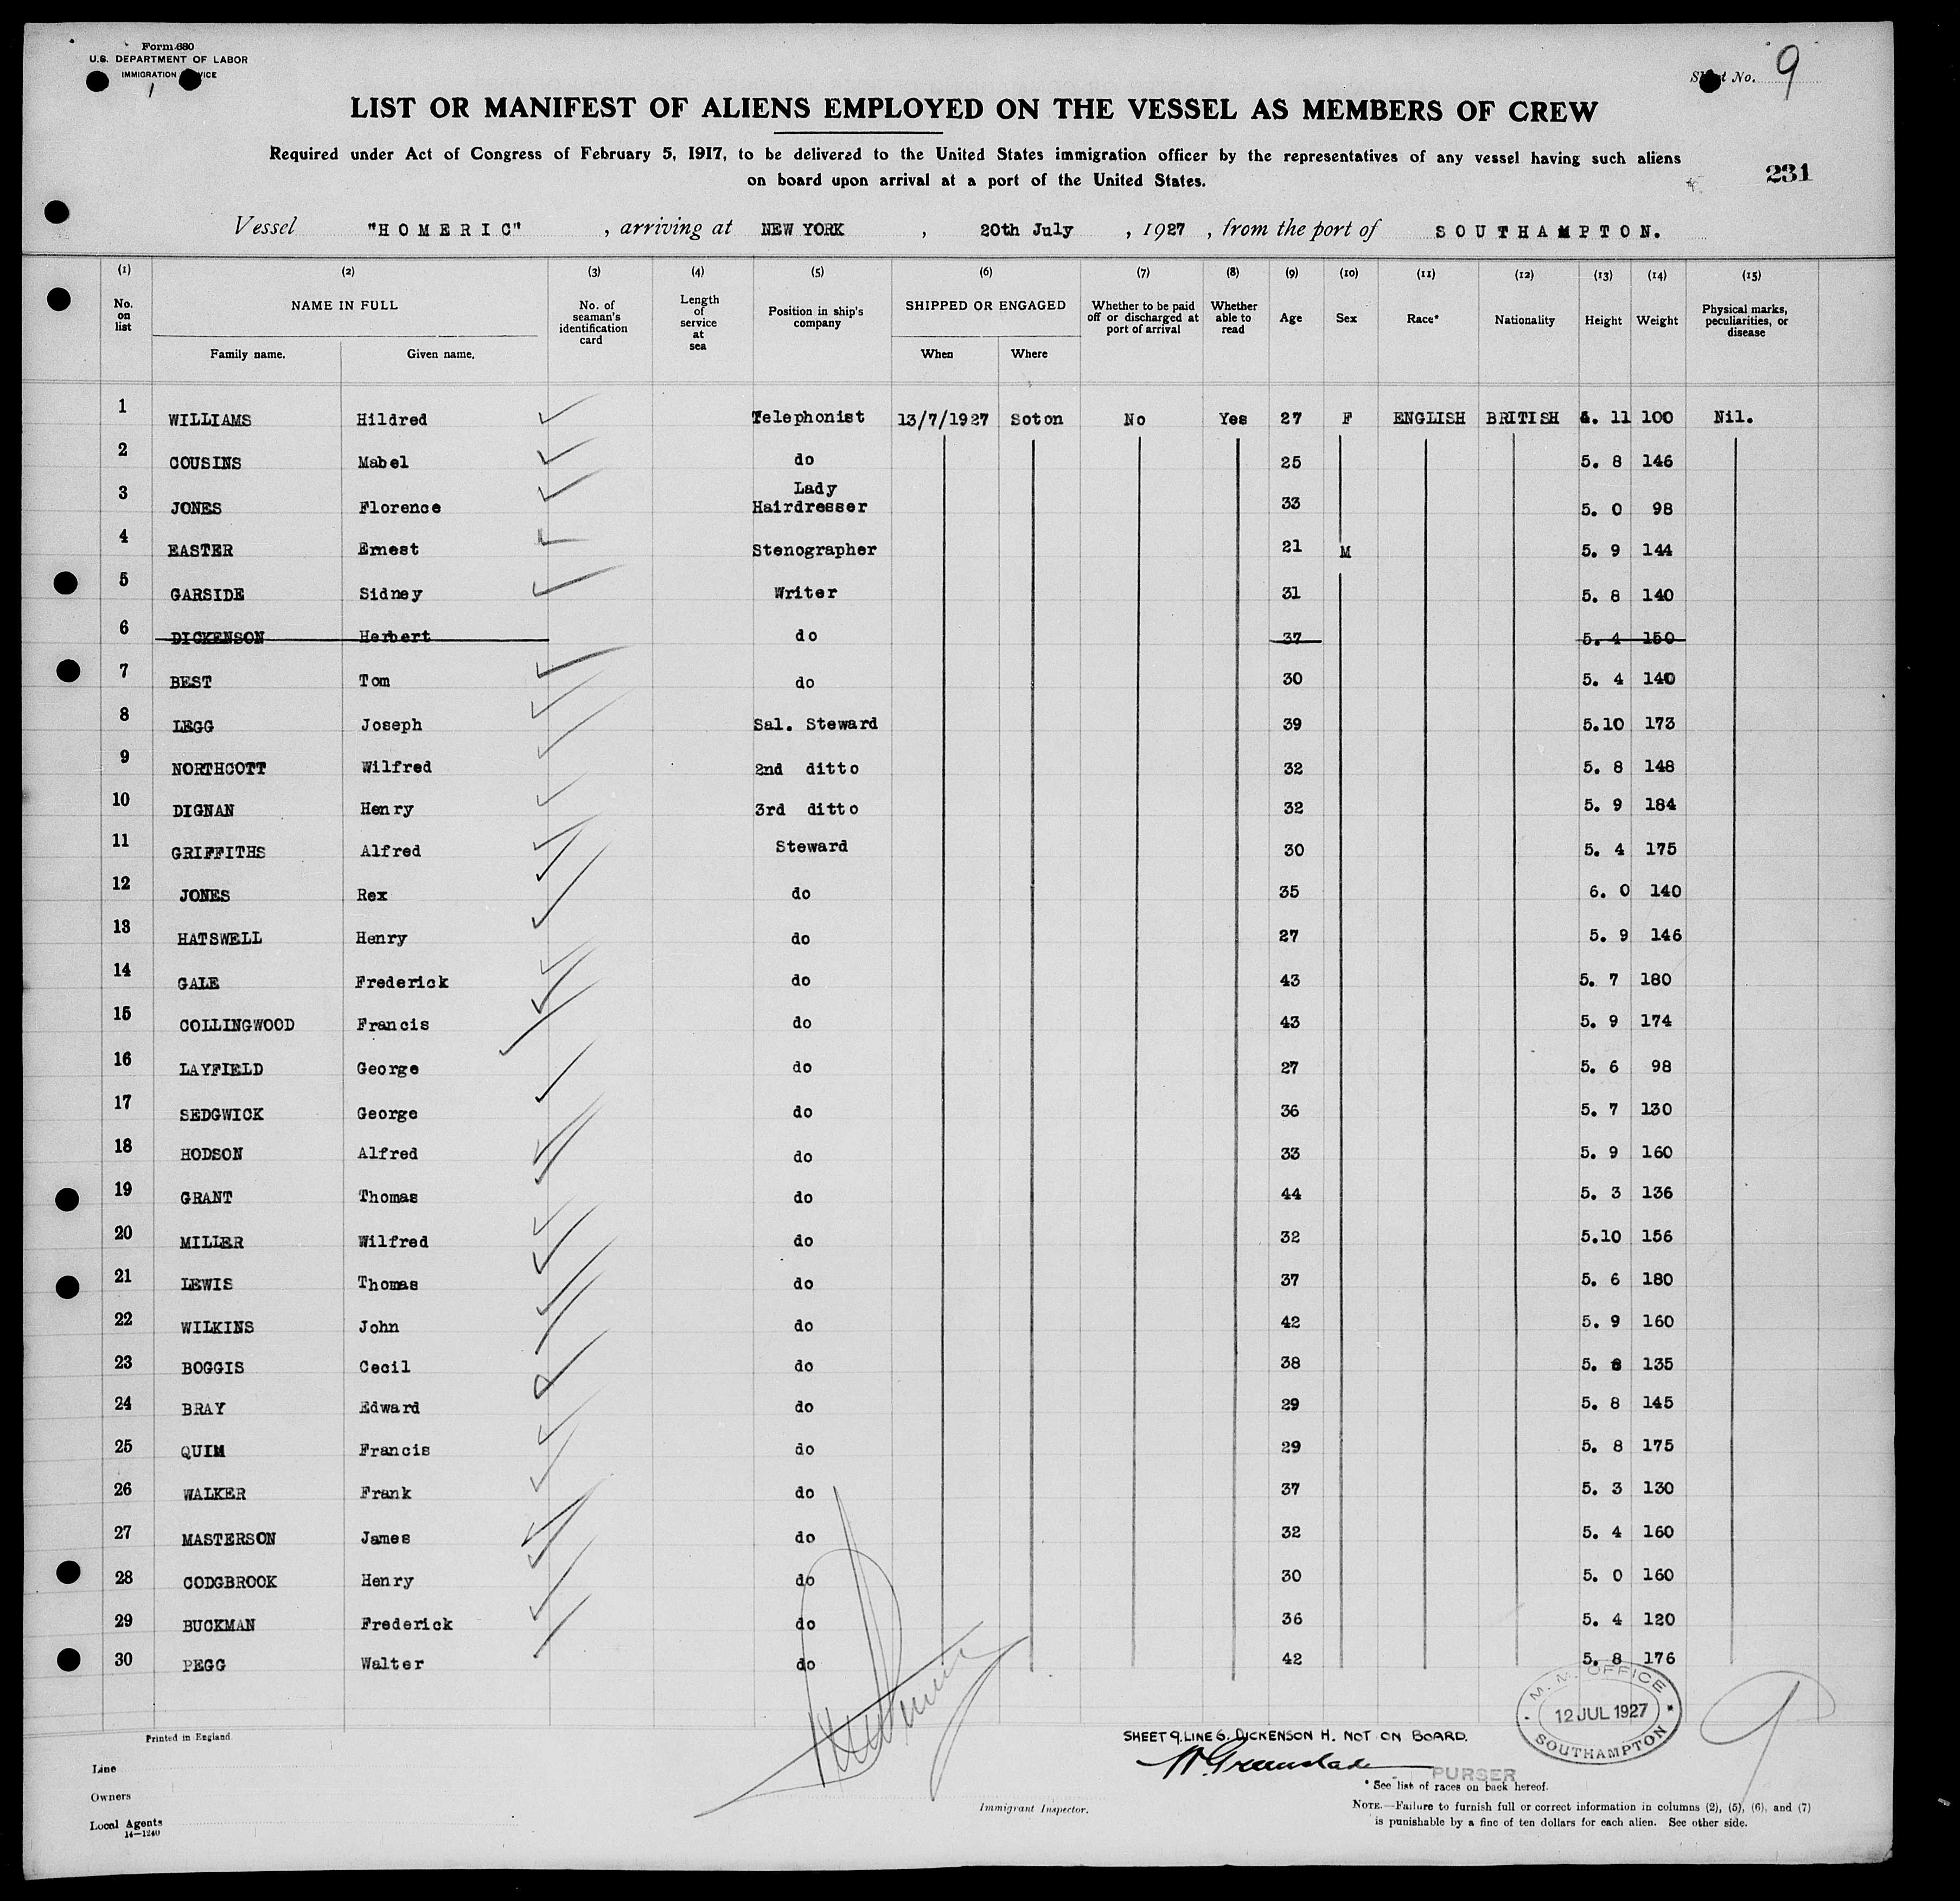 Form 680
U.S. DEPARTMENT OF LABOR
IMMIGRATION
Sheet No. 9
LIST OR MANIFEST OF ALIENS EMPLOYED ON THE VESSEL AS MEMBERS OF CREW
Required under Act of Congress of February 5, 1917, to be delivered to the United States immigration officer by the representatives of any vessel having such aliens
on board upon arrival at a port of the United States.
231
Vessel "HOMERIC" , arriving at NEW YORK , 20th July , 1927 , from the port of SOUTHAMPTON.
(1) (2) (3) (4) (5) (6) (7) (8) (9) (10) (11) (12) (13) (14) (15)
No. on list NAME IN FULL No. of seaman's identification card Length of service at sea Position in ship's company SHIPPED OR ENGAGED Whether to be paid off or discharged at port of arrival Whether able to read Age Sex Race* Nationality Height Weight Physical marks, peculiarities, or disease
Family name. Given name. When Where
1 WILLIAMS Hildred Telephonist 13/7/1927 Soton No Yes 27 F ENGLISH BRITISH 11 100 Nil.
2 COUSINS Mabel do 25 5. 8 146
3 JONES Florence Lady Hairdresser 33 5. 0 98
4 EASTER Ernest Stenographer 21 M 5. 9 144
5 GARSIDE Sidney Writer 31 5. 8 140
6 DICKENSON Herbert do 37 5. 4 150
7 BEST Tom do 30 5. 4 140
8 LEGG Joseph Sal. Steward 39 5.10 173
9 NORTHCOTT Wilfred 2nd ditto 32 5. 8 148
10 DIGNAN Henry 3rd ditto 32 5. 9 184
11 GRIFFITHS Alfred Steward 30 5. 4 175
12 JONES Rex do 35 6. 0 140
13 HATSWELL Henry do 27 5. 9 146
14 GALE Frederick do 43 5. 7 180
15 COLLINGWOOD Francis do 43 5. 9 174
16 LAYFIELD George do 27 5. 6 98
17 SEDGWICK George do 36 5. 7 130
18 HODSON Alfred do 33 5. 9 160
19 GRANT Thomas do 44 5. 3 136
20 MILLER Wilfred do 32 5.10 156
21 LEWIS Thomas do 37 5. 6 180
22 WILKINS John do 42 5. 9 160
23 BOGGIS Cecil do 38 5. 8 135
24 BRAY Edward do 29 5. 8 145
25 QUIM Francis do 29 5. 8 175
26 WALKER Frank do 37 5. 3 130
27 MASTERSON James do 32 5. 4 160
28 CODGBROOK Henry do 30 5. 0 160
29 BUCKMAN Frederick do 36 5. 4 120
30 PEGG Walter do 42 5. 8 176
M. M. OFFICE
12 JUL 1927
SOUTHAMPTON
9
Printed in England.
SHEET 9. LINE 6. DICKENSON H. NOT ON BOARD.
PURSER
Line
Owners
Local Agents
14—1240
Immigrant Inspector.
* See list of races on back hereof.
NOTE.—Failure to furnish full or correct information in columns (2), (5), (6), and (7)
is punishable by a fine of ten dollars for each alien. See other side.